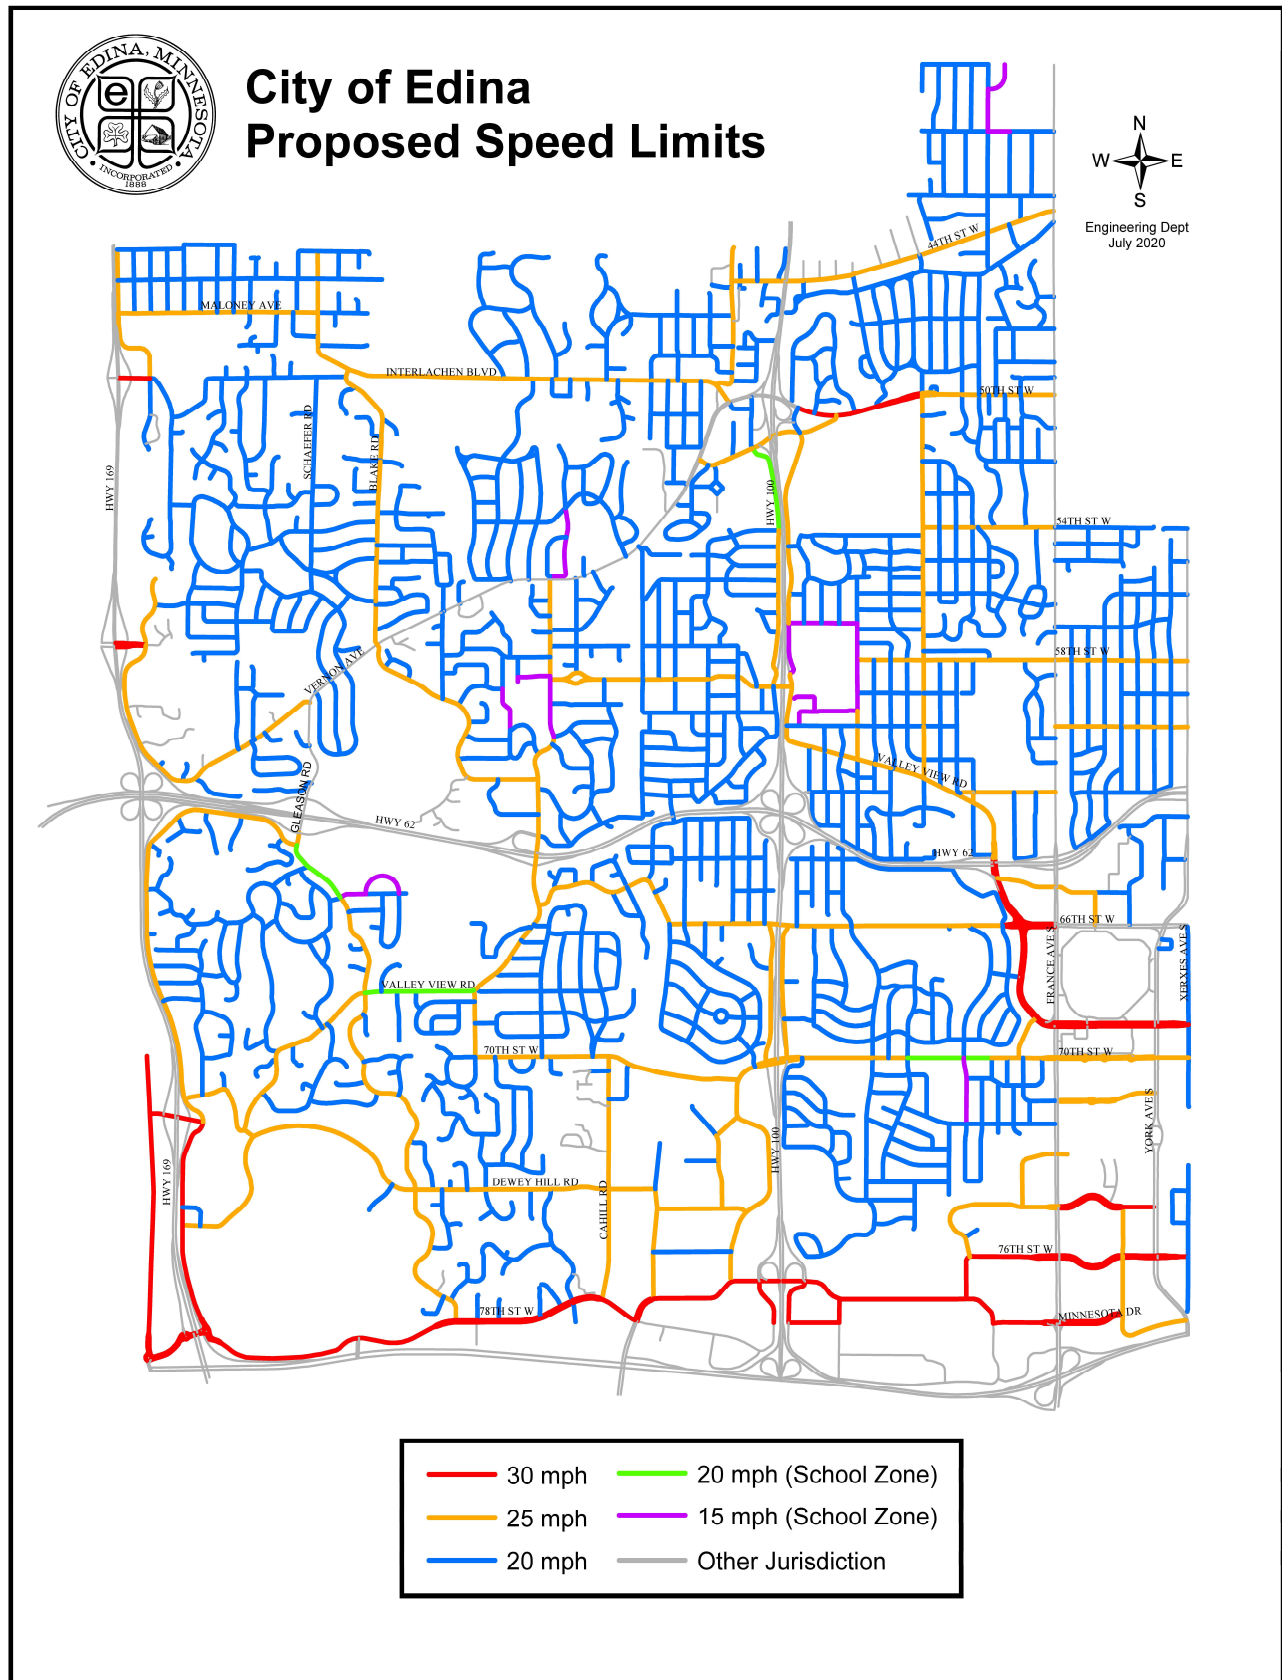 CITY OF EDINA, MINNESOTA
e
• INCORPORATED •
1888
City of Edina
Proposed Speed Limits
N
W E
S
Engineering Dept
July 2020
44TH ST W
MALONEY AVE
INTERLACHEN BLVD
50TH ST W
SCHAEFER RD
BLAKE RD
HWY 169
HWY 100
54TH ST W
58TH ST W
VERNON AVE
VALLEY VIEW RD
GLEASON RD
HWY 62
HWY 62
66TH ST W
FRANCE AVE S
XERXES AVE S
VALLEY VIEW RD
70TH ST W
70TH ST W
YORK AVE S
HWY 100
HWY 169
DEWEY HILL RD
CAHILL RD
76TH ST W
78TH ST W
MINNESOTA DR
30 mph
20 mph (School Zone)
25 mph
15 mph (School Zone)
20 mph
Other Jurisdiction